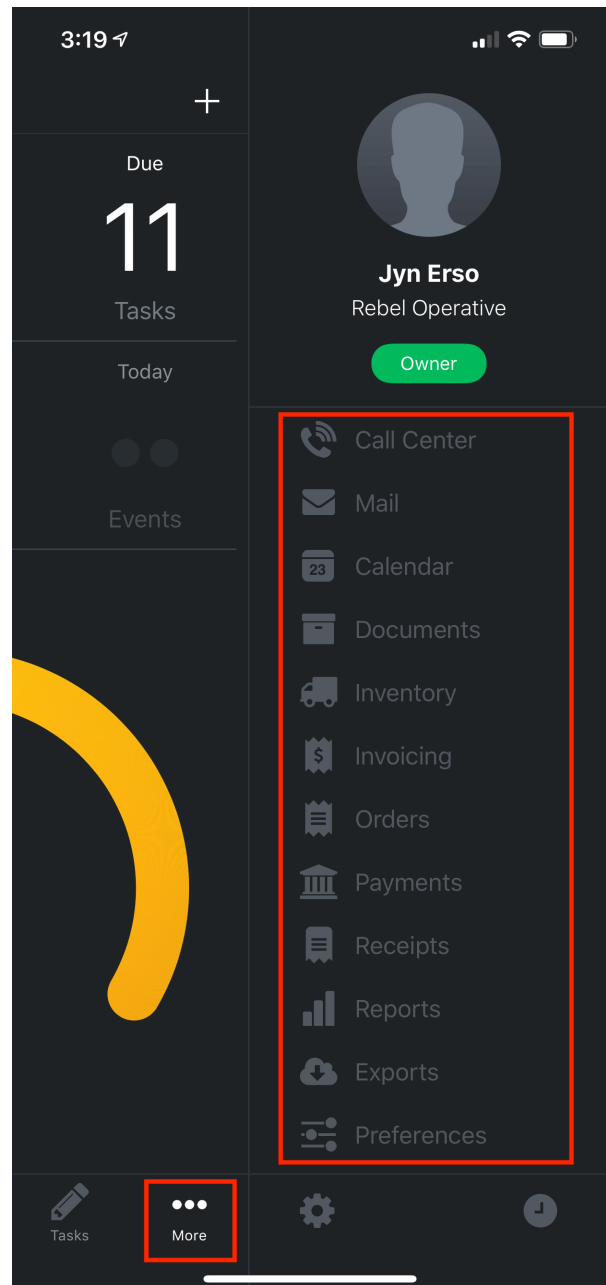 3:19
Due
11
Tasks
Today
Events
Tasks
More
Jyn Erso
Rebel Operative
Owner
Call Center
Mail
23
Calendar
Documents
Inventory
$
Invoicing
Orders
Payments
Receipts
Reports
Exports
Preferences